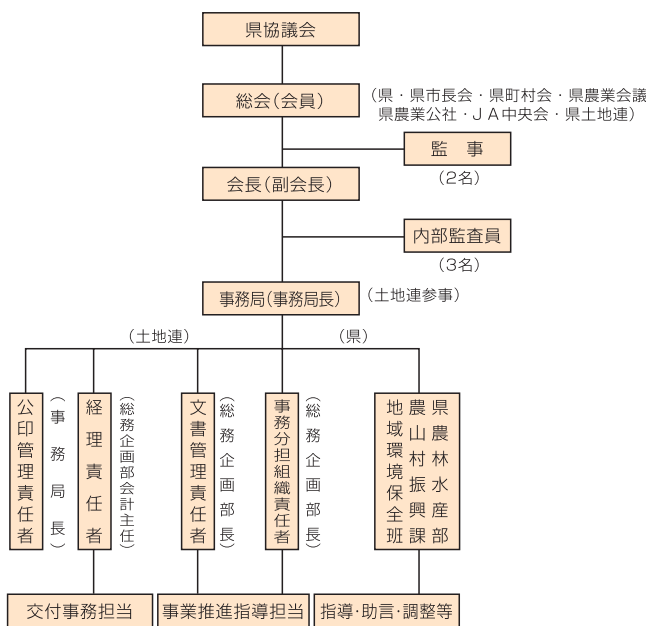 県協議会
総会（会員）
（県・県市長会・県町村会・県農業会議
県農業公社・ＪＡ中央会・県土地連）
監　事
（2名）
会長（副会長）
内部監査員
（3名）
事務局（事務局長）
（土地連参事）
（土地連）
（県）
公印管理責任者
（事務局長）
経理責任者
（総務企画部会計主任）
文書管理責任者
（総務企画部長）
事務分担組織責任者
（総務企画部長）
県農林水産部
農山村振興課
地域環境保全班
交付事務担当
事業推進指導担当
指導・助言・調整等